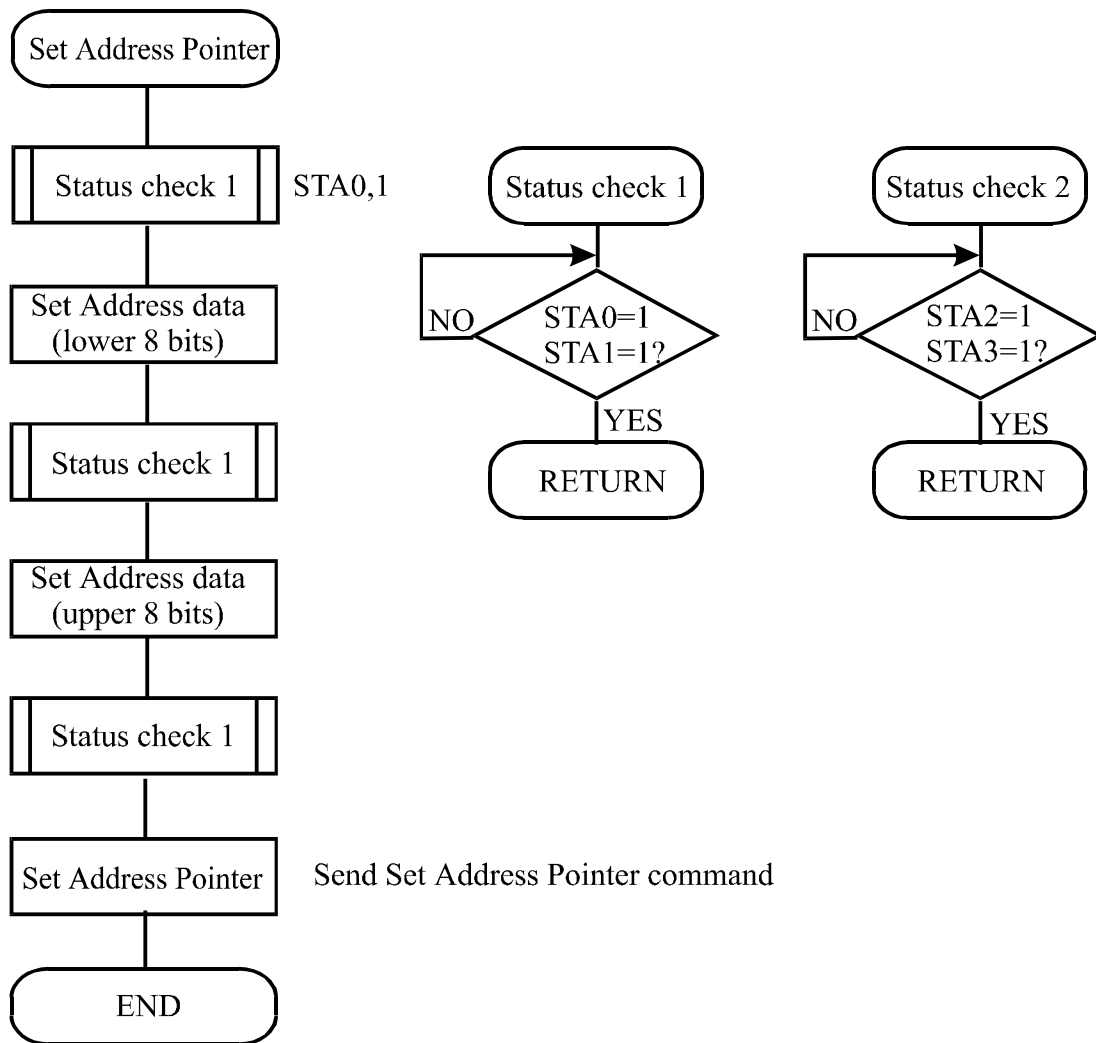 Set Address Pointer
Status check 1
STA0,1
Set Address data
(lower 8 bits)
Status check 1
Set Address data
(upper 8 bits)
Status check 1
Set Address Pointer
Send Set Address Pointer command
END
Status check 1
NO
STA0=1
STA1=1?
YES
RETURN
Status check 2
NO
STA2=1
STA3=1?
YES
RETURN